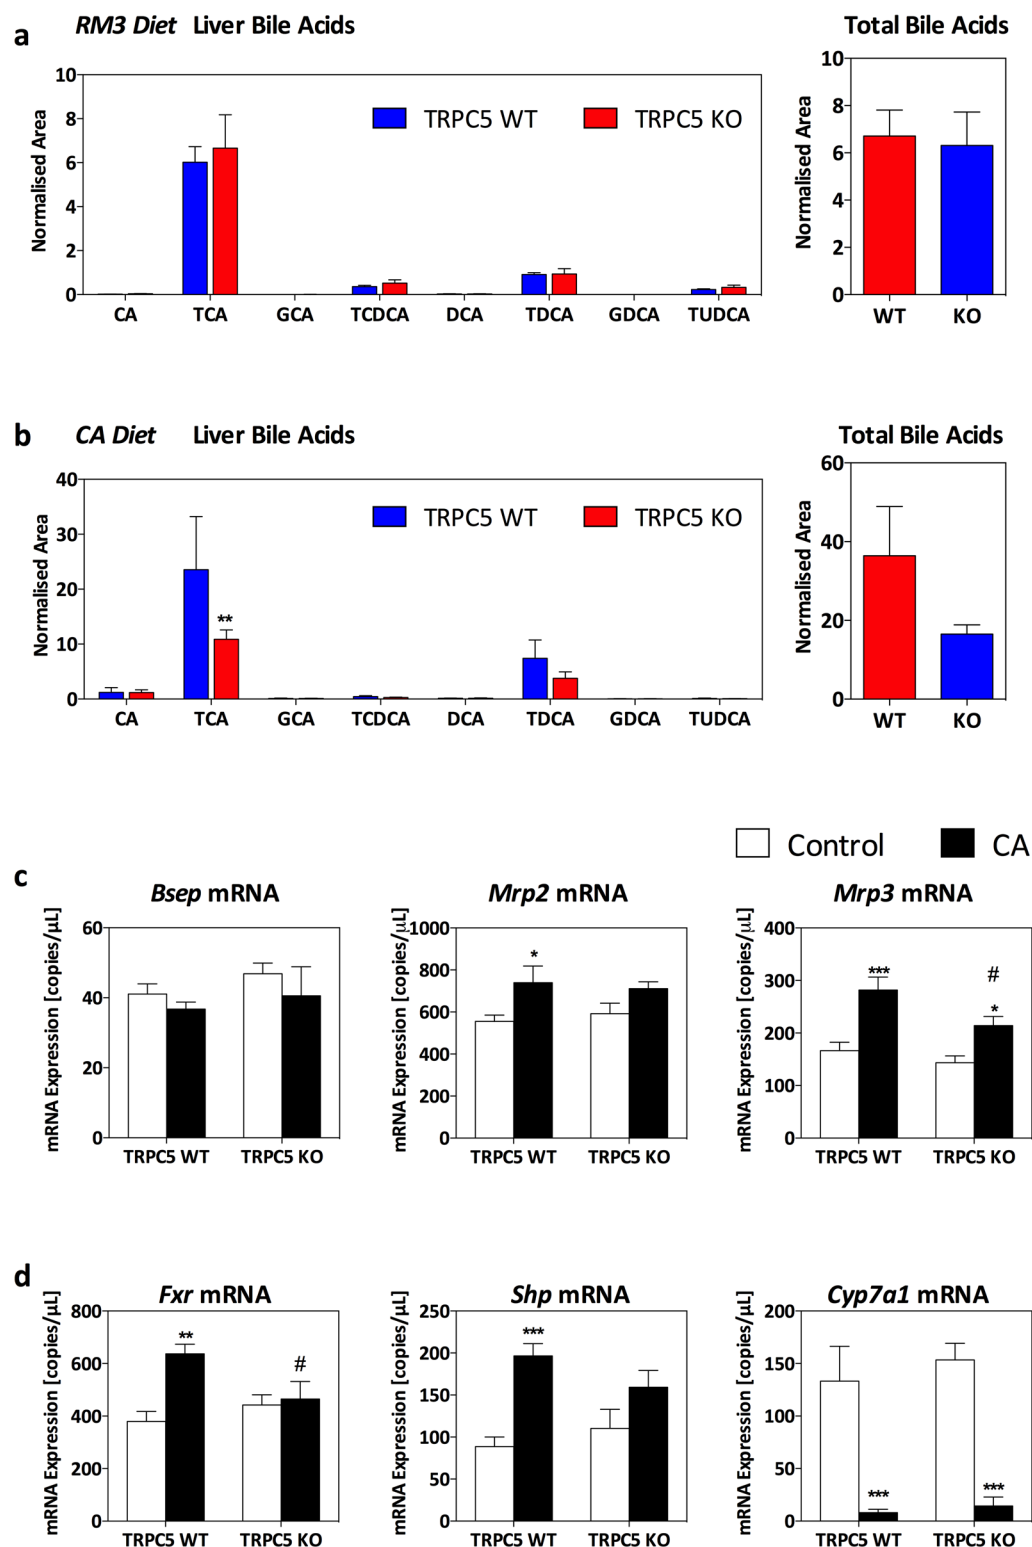 a
RM3 Diet Liver Bile Acids
Total Bile Acids
Normalised Area
10
8
6
4
2
0
TRPC5 WT
TRPC5 KO
CA TCA GCA TCDCA DCA TDCA GDCA TUDCA
Normalised Area
10
8
6
4
2
0
WT KO
b
CA Diet Liver Bile Acids
Total Bile Acids
Normalised Area
40
30
20
10
0
TRPC5 WT
TRPC5 KO
**
CA TCA GCA TCDCA DCA TDCA GDCA TUDCA
Normalised Area
60
40
20
0
WT KO
Control CA
c
Bsep mRNA
mRNA Expression [copies/µL]
60
40
20
0
TRPC5 WT TRPC5 KO
Mrp2 mRNA
mRNA Expression [copies/µL]
1000
800
600
400
200
0
*
TRPC5 WT TRPC5 KO
Mrp3 mRNA
mRNA Expression [copies/µL]
400
300
200
100
0
***
#
*
TRPC5 WT TRPC5 KO
d
Fxr mRNA
mRNA Expression [copies/µL]
800
600
400
200
0
**
#
TRPC5 WT TRPC5 KO
Shp mRNA
mRNA Expression [copies/µL]
250
200
150
100
50
0
***
TRPC5 WT TRPC5 KO
Cyp7a1 mRNA
mRNA Expression [copies/µL]
200
150
100
50
0
***
***
TRPC5 WT TRPC5 KO